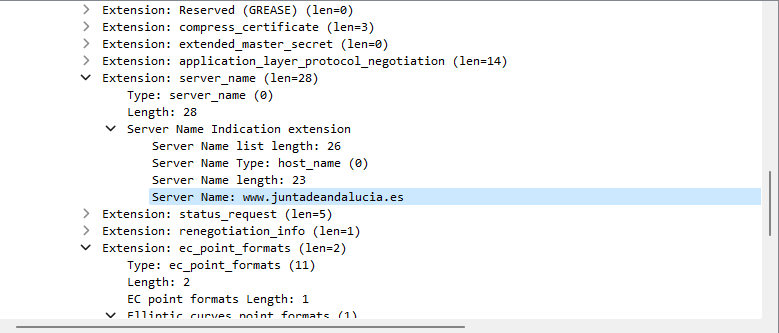 Extension: Reserved (GREASE) (len=0)
Extension: compress_certificate (len=3)
Extension: extended_master_secret (len=0)
Extension: application_layer_protocol_negotiation (len=14)
Extension: server_name (len=28)
Type: server_name (0)
Length: 28
Server Name Indication extension
Server Name list length: 26
Server Name Type: host_name (0)
Server Name length: 23
Server Name: www.juntadeandalucia.es
Extension: status_request (len=5)
Extension: renegotiation_info (len=1)
Extension: ec_point_formats (len=2)
Type: ec_point_formats (11)
Length: 2
EC point formats Length: 1
Elliptic curves point formats (1)